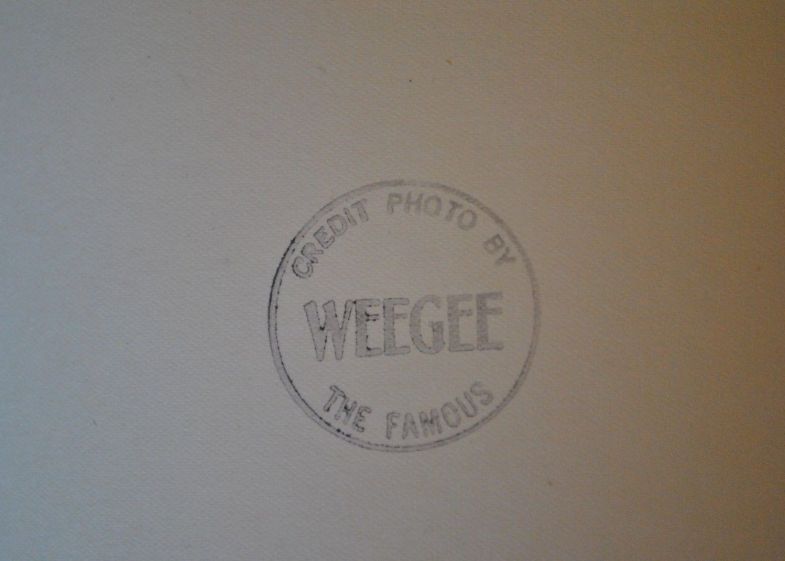 CREDIT PHOTO BY
WEEGEE
THE FAMOUS